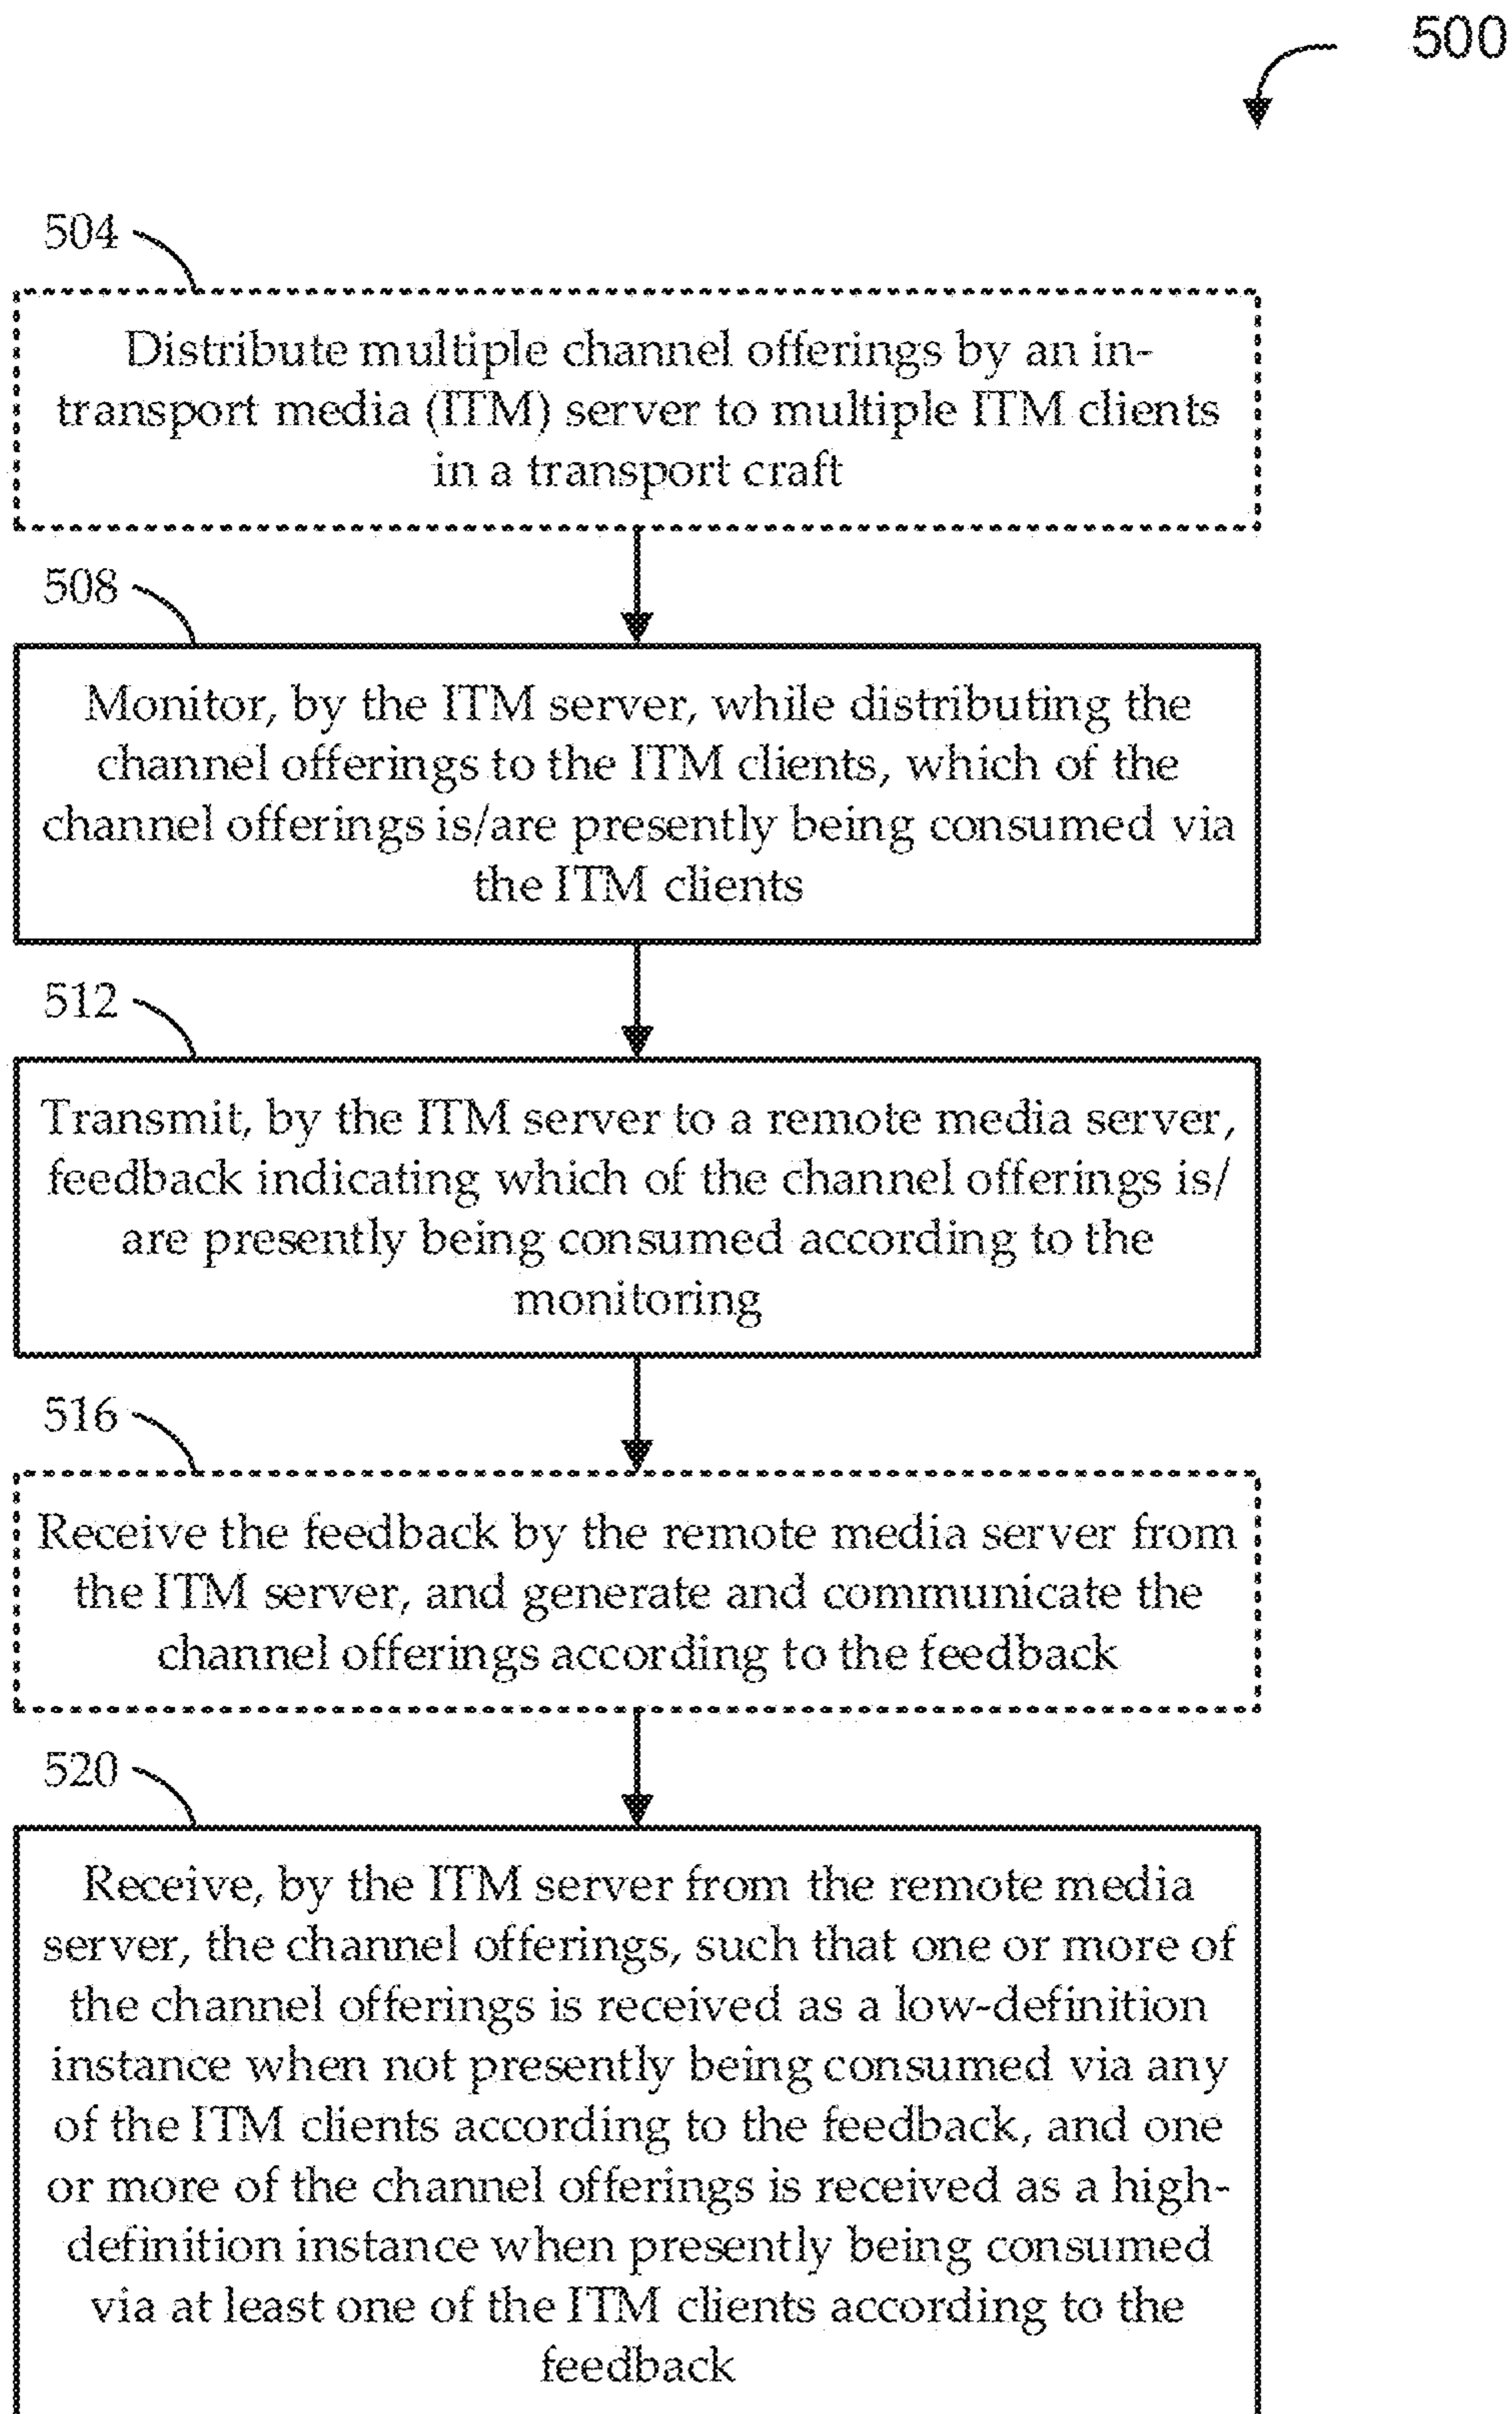 500
504
Distribute multiple channel offerings by an in-
transport media (ITM) server to multiple ITM clients
in a transport craft
508
Monitor, by the ITM server, while distributing the
channel offerings to the ITM clients, which of the
channel offerings is/are presently being consumed via
the ITM clients
512
Transmit, by the ITM server to a remote media server,
feedback indicating which of the channel offerings is/
are presently being consumed according to the
monitoring
516
Receive the feedback by the remote media server from
the ITM server, and generate and communicate the
channel offerings according to the feedback
520
Receive, by the ITM server from the remote media
server, the channel offerings, such that one or more of
the channel offerings is received as a low-definition
instance when not presently being consumed via any
of the ITM clients according to the feedback, and one
or more of the channel offerings is received as a high-
definition instance when presently being consumed
via at least one of the ITM clients according to the
feedback